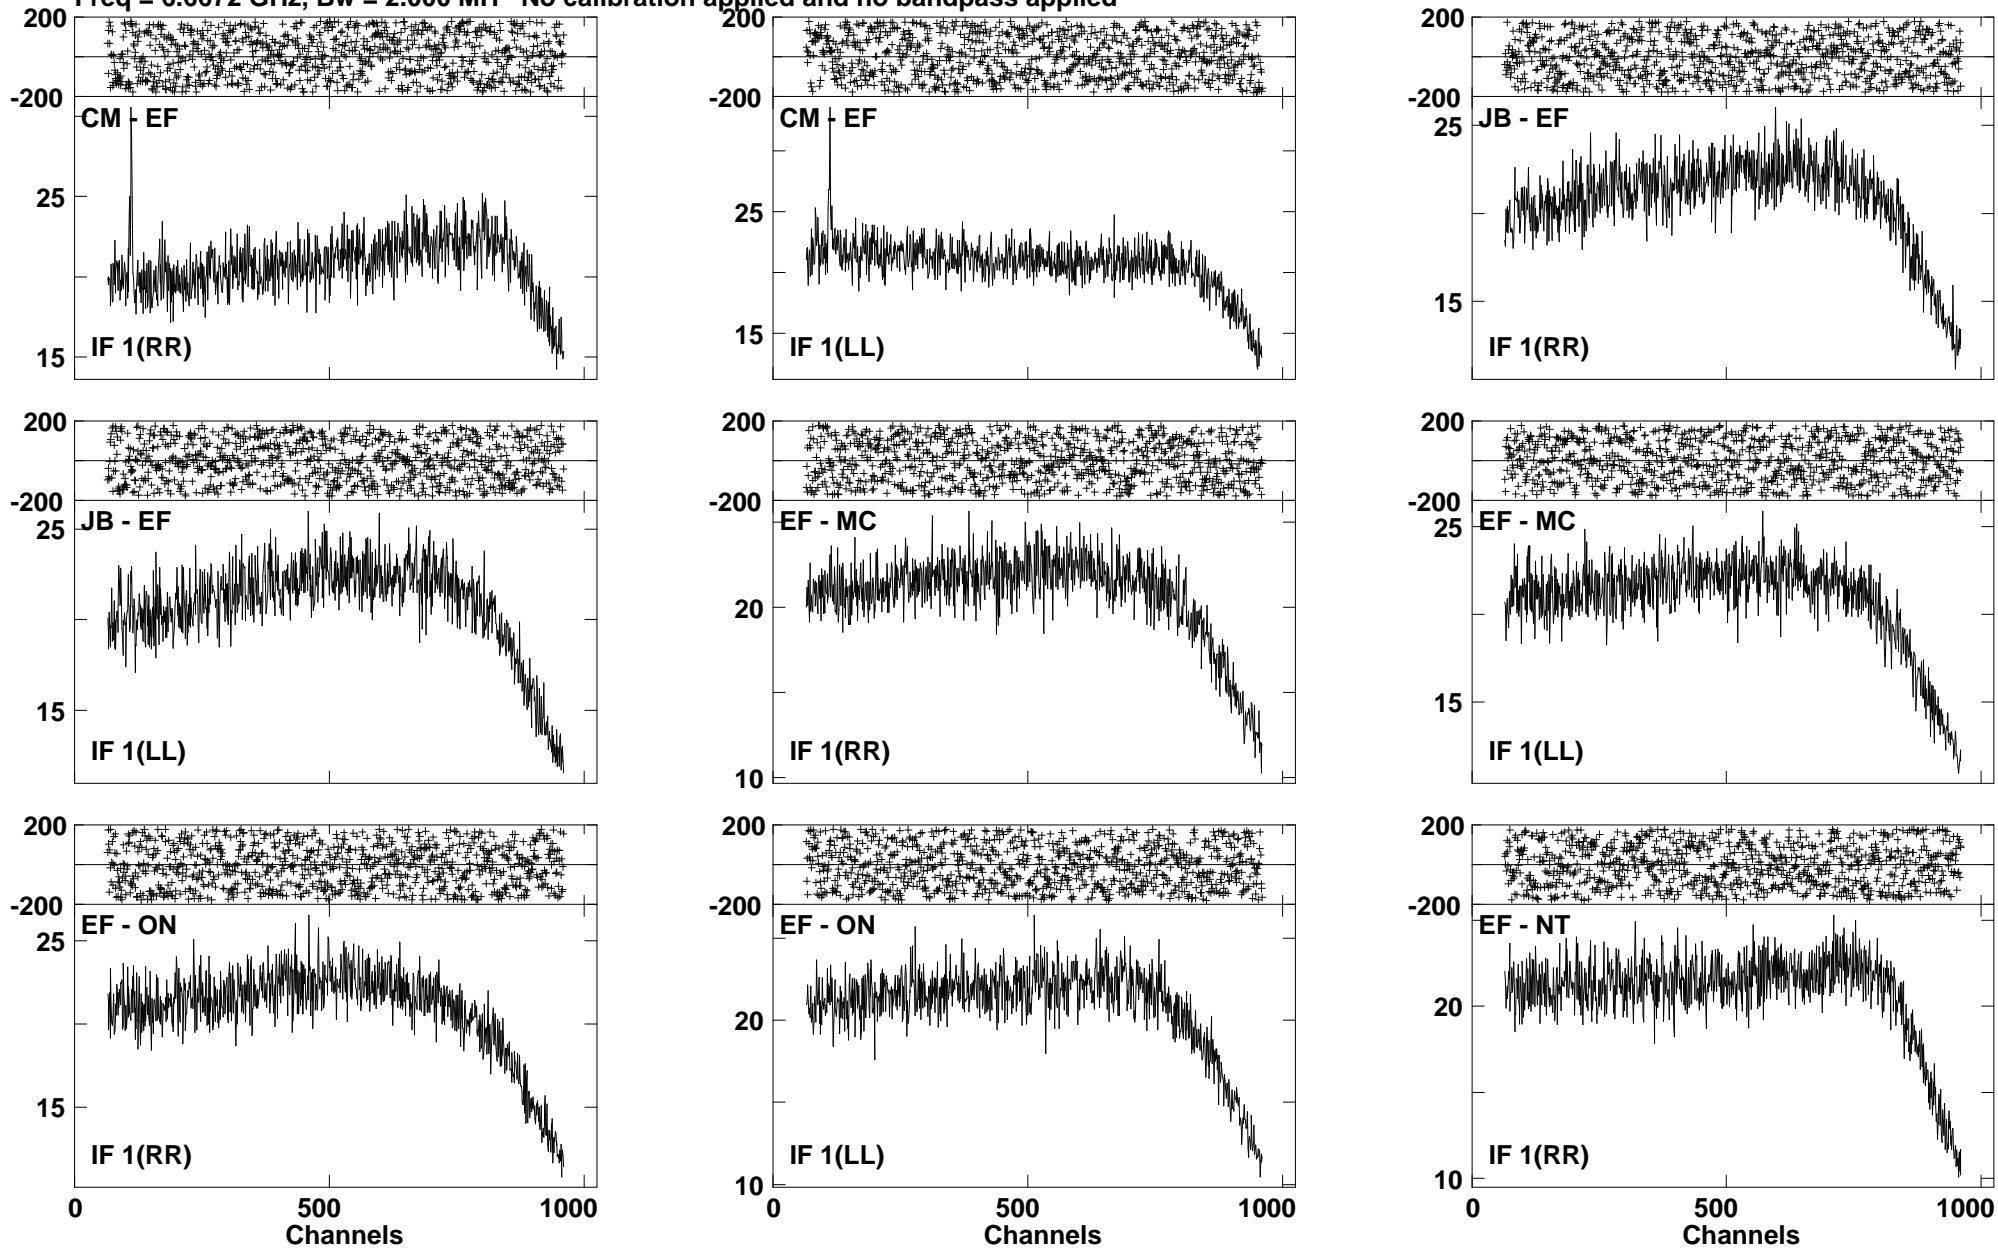 Freq = 6.6672 GHz, Bw = 2.000 MH No calibration applied and no bandpass applied
200
-200
CM - EF
25
15
IF 1(RR)
200
-200
CM - EF
25
15
IF 1(LL)
200
-200
JB - EF
25
15
IF 1(RR)
200
-200
JB - EF
25
15
IF 1(LL)
200
-200
EF - MC
20
10
IF 1(RR)
200
-200
EF - MC
25
15
IF 1(LL)
200
-200
EF - ON
25
15
IF 1(RR)
0 500 1000
Channels
200
-200
EF - ON
20
10
IF 1(LL)
0 500 1000
Channels
200
-200
EF - NT
20
10
IF 1(RR)
0 500 1000
Channels